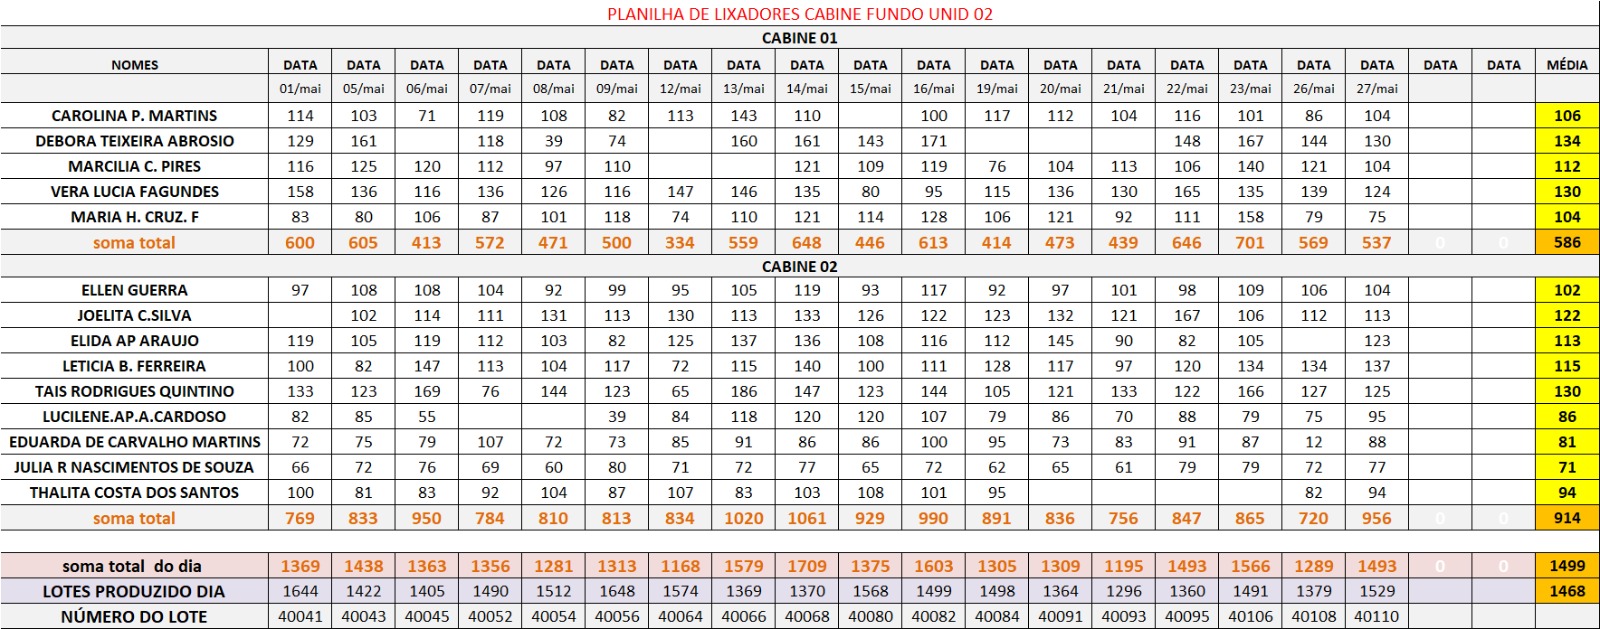 PLANILHA DE LIXADORES CABINE FUNDO UNID 02
CABINE 01
NOMES DATA DATA DATA DATA DATA DATA DATA DATA DATA DATA DATA DATA DATA DATA DATA DATA DATA DATA DATA DATA MÉDIA
01/mai 05/mai 06/mai 07/mai 08/mai 09/mai 12/mai 13/mai 14/mai 15/mai 16/mai 19/mai 20/mai 21/mai 22/mai 23/mai 26/mai 27/mai
CAROLINA P. MARTINS 114 103 71 119 108 82 113 143 110 100 117 112 104 116 101 86 104 106
DEBORA TEIXEIRA ABROSIO 129 161 118 39 74 160 161 143 171 148 167 144 130 134
MARCILIA C. PIRES 116 125 120 112 97 110 121 109 119 76 104 113 106 140 121 104 112
VERA LUCIA FAGUNDES 158 136 116 136 126 116 147 146 135 80 95 115 136 130 165 135 139 124 130
MARIA H. CRUZ. F 83 80 106 87 101 118 74 110 121 114 128 106 121 92 111 158 79 75 104
soma total 600 605 413 572 471 500 334 559 648 446 613 414 473 439 646 701 569 537 0 0 586
CABINE 02
ELLEN GUERRA 97 108 108 104 92 99 95 105 119 93 117 92 97 101 98 109 106 104 102
JOELITA C.SILVA 102 114 111 131 113 130 113 133 126 122 123 132 121 167 106 112 113 122
ELIDA AP ARAUJO 119 105 119 112 103 82 125 137 136 108 116 112 145 90 82 105 123 113
LETICIA B. FERREIRA 100 82 147 113 104 117 72 115 140 100 111 128 117 97 120 134 134 137 115
TAIS RODRIGUES QUINTINO 133 123 169 76 144 123 65 186 147 123 144 105 121 133 122 166 127 125 130
LUCILENE.AP.A.CARDOSO 82 85 55 39 84 118 120 120 107 79 86 70 88 79 75 95 86
EDUARDA DE CARVALHO MARTINS 72 75 79 107 72 73 85 91 86 86 100 95 73 83 91 87 12 88 81
JULIA R NASCIMENTOS DE SOUZA 66 72 76 69 60 80 71 72 77 65 72 62 65 61 79 79 72 77 71
THALITA COSTA DOS SANTOS 100 81 83 92 104 87 107 83 103 108 101 95 82 94 94
soma total 769 833 950 784 810 813 834 1020 1061 929 990 891 836 756 847 865 720 956 0 0 914
soma total do dia 1369 1438 1363 1356 1281 1313 1168 1579 1709 1375 1603 1305 1309 1195 1493 1566 1289 1493 0 0 1499
LOTES PRODUZIDO DIA 1644 1422 1405 1490 1512 1648 1574 1369 1370 1568 1499 1498 1364 1296 1360 1491 1379 1529 1468
NÚMERO DO LOTE 40041 40043 40045 40052 40054 40056 40064 40066 40068 40080 40082 40084 40091 40093 40095 40106 40108 40110